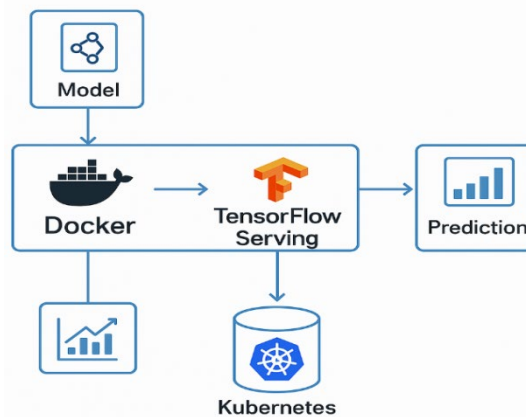 Model
Docker
TensorFlow
Serving
Prediction
Kubernetes